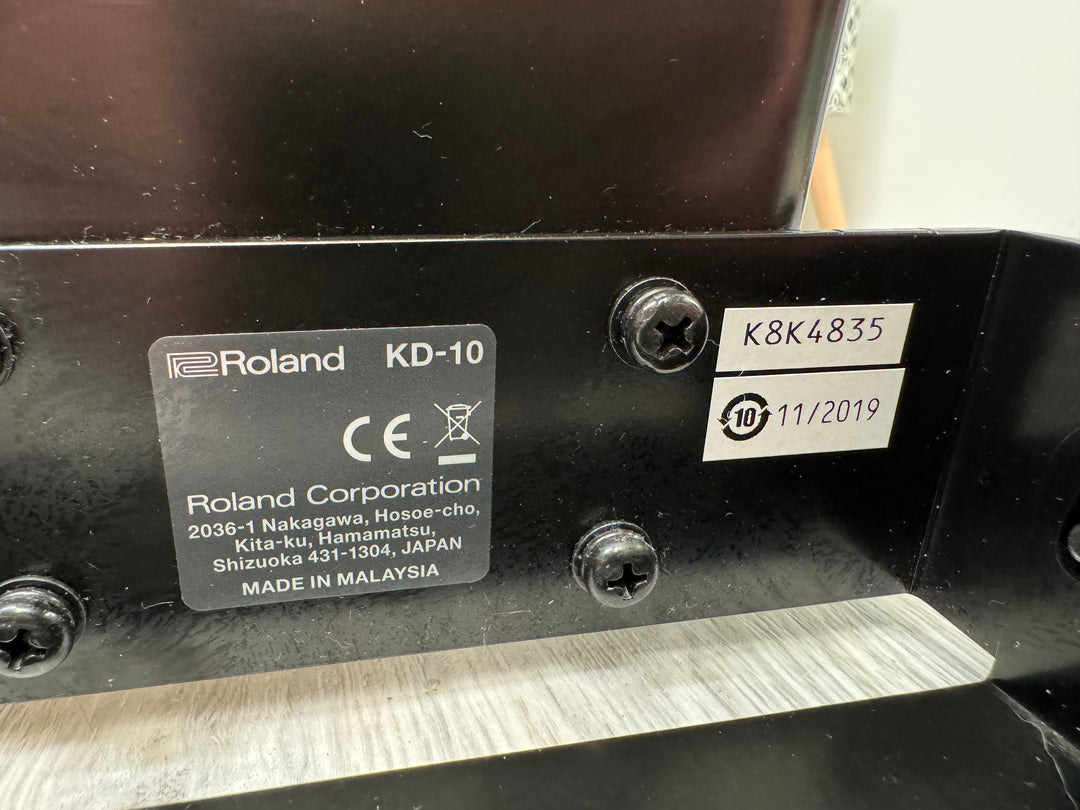 Roland KD-10
CE
Roland Corporation
2036-1 Nakagawa, Hosoe-cho,
Kita-ku, Hamamatsu,
Shizuoka 431-1304, JAPAN
MADE IN MALAYSIA
K8K4835
10 11/2019